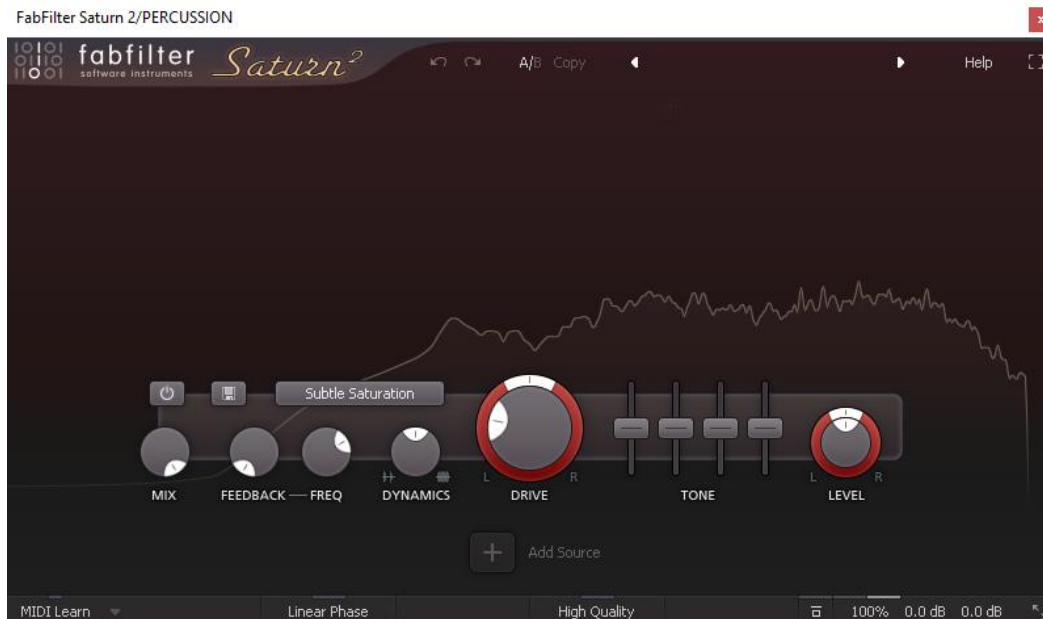 FabFilter Saturn 2/PERCUSSION
fabfilter
software instruments
Saturn²
A/B Copy
Help
Subtle Saturation
L R
L R
MIX FEEDBACK FREQ DYNAMICS DRIVE TONE LEVEL
Add Source
MIDI Learn Linear Phase High Quality 100% 0.0 dB 0.0 dB